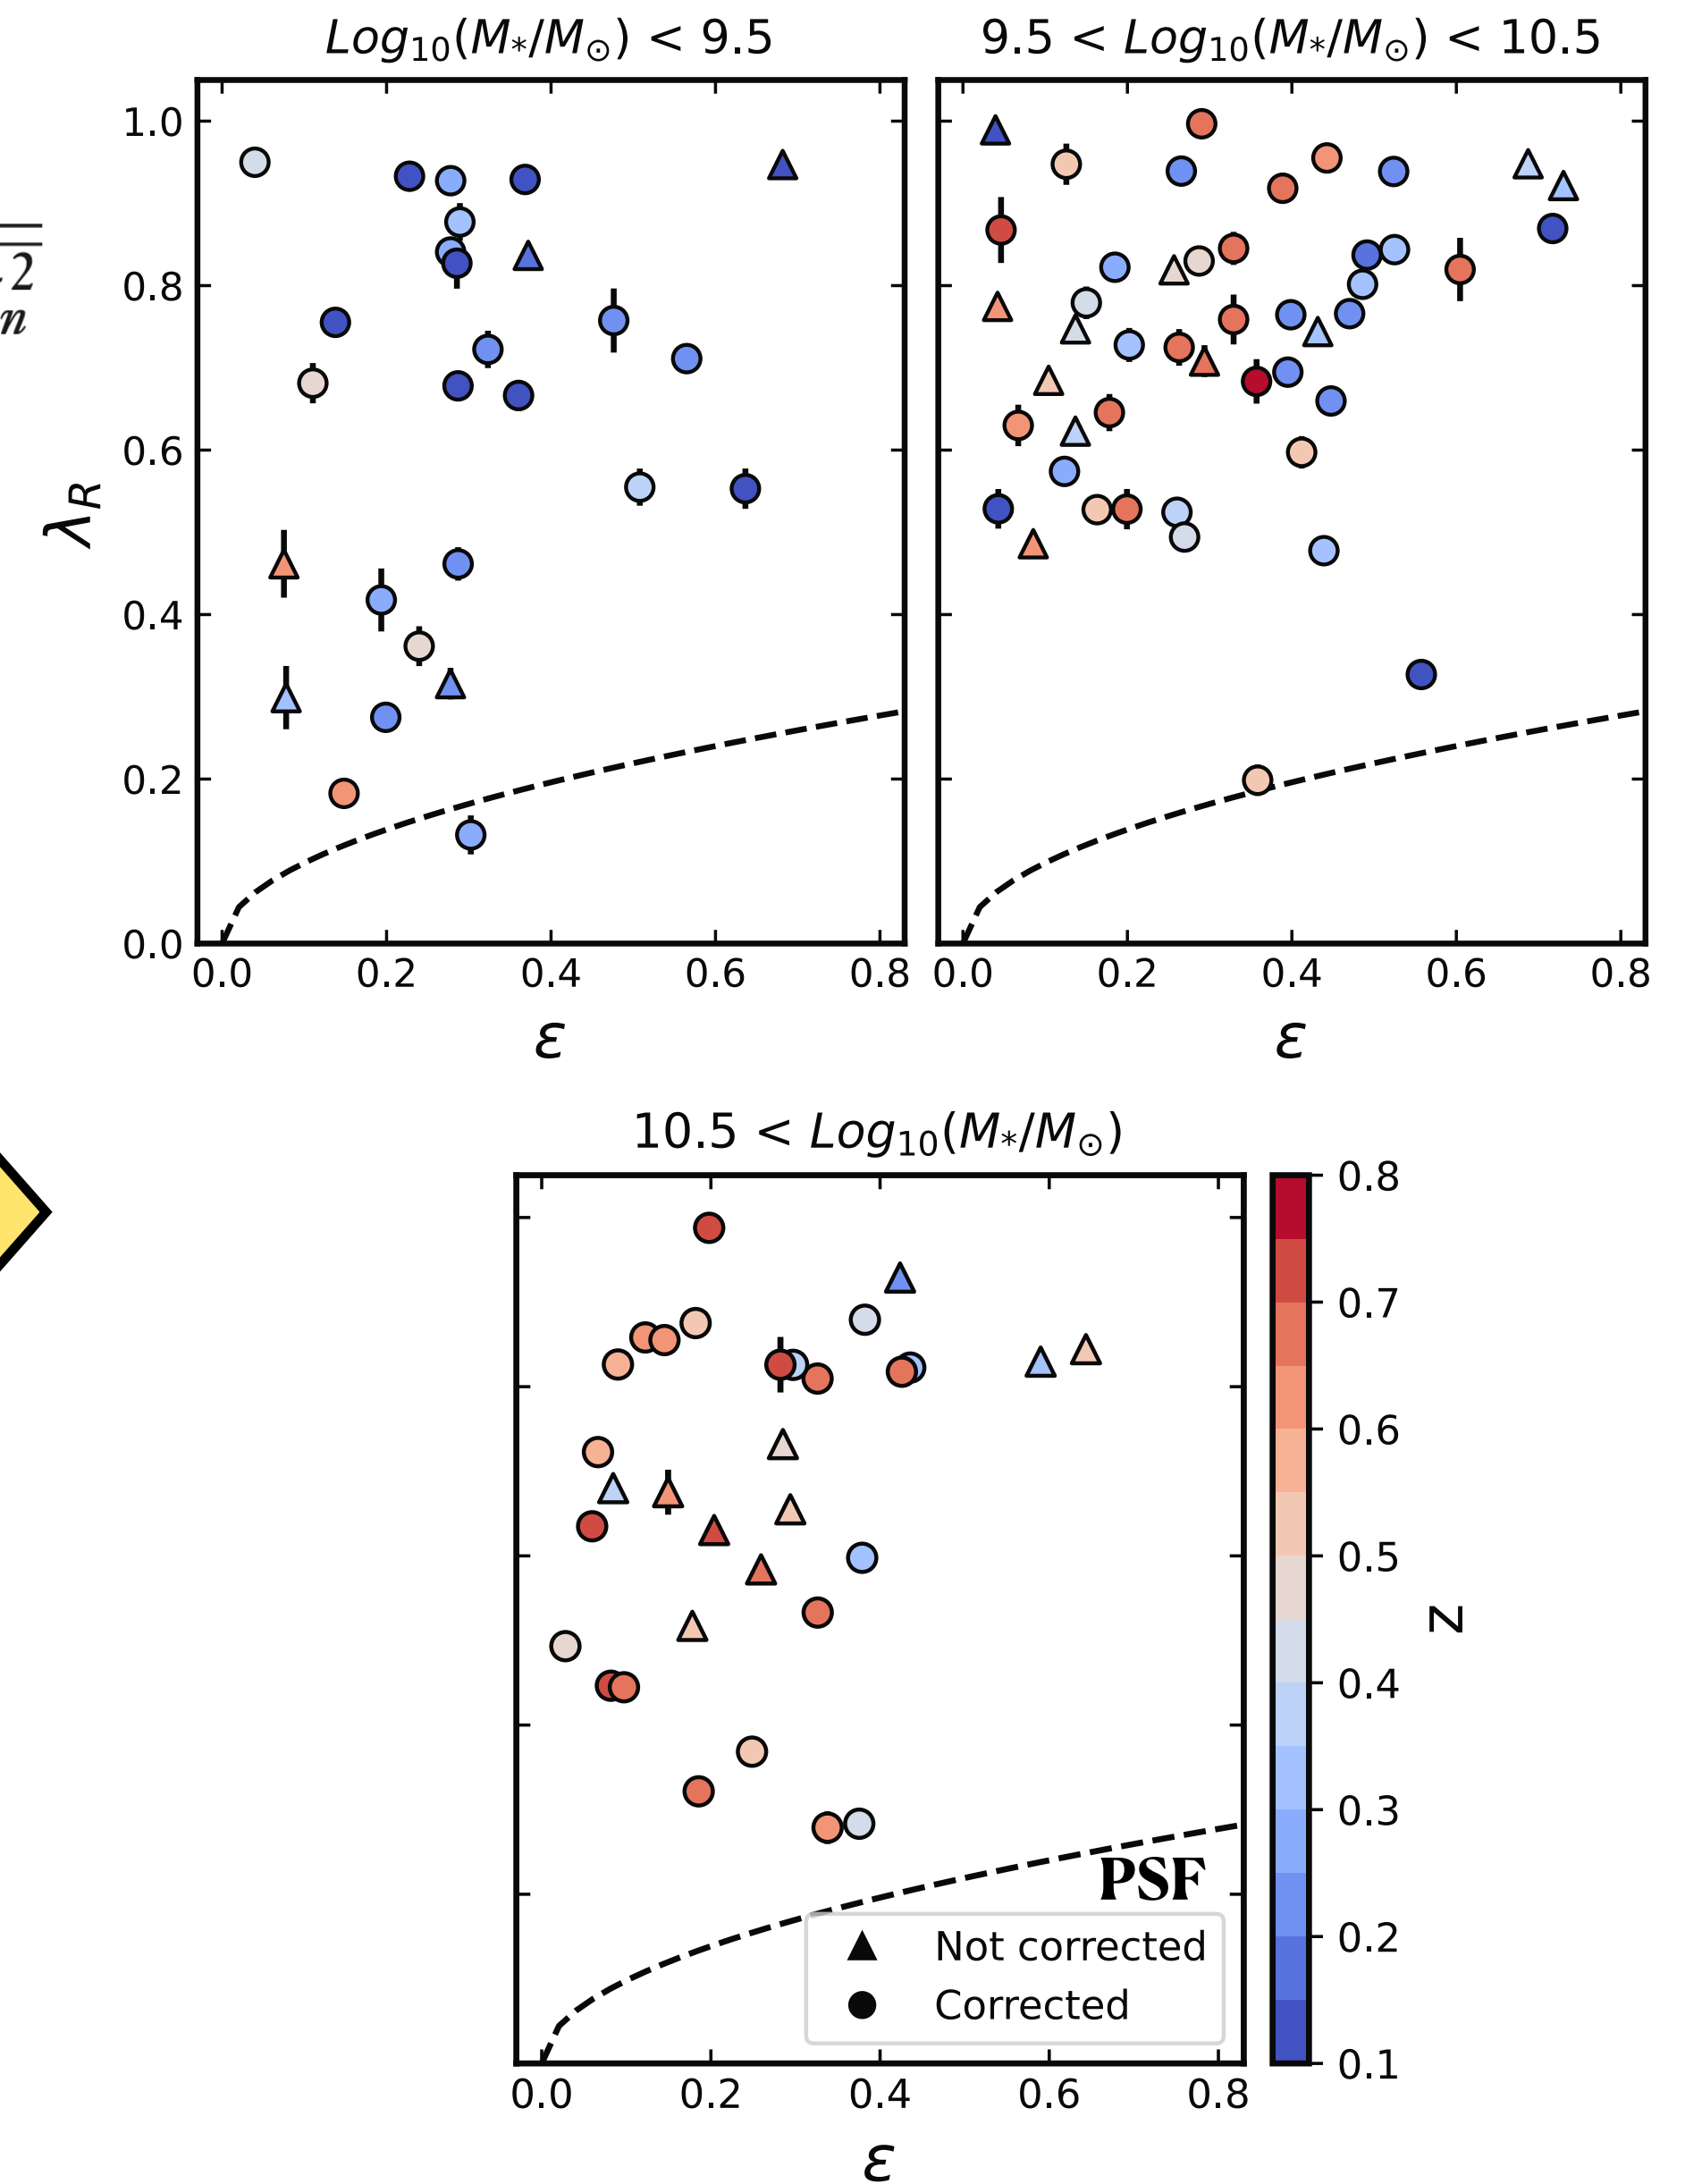 Log₁₀(M*/M☉) < 9.5
9.5 < Log₁₀(M*/M☉) < 10.5
2
n
λR
1.0
0.8
0.6
0.4
0.2
0.0
0.0 0.2 0.4 0.6 0.8
0.0 0.2 0.4 0.6 0.8
ε
ε
10.5 < Log₁₀(M*/M☉)
PSF
Not corrected
Corrected
0.0 0.2 0.4 0.6 0.8
ε
0.8
0.7
0.6
0.5
0.4
0.3
0.2
0.1
z